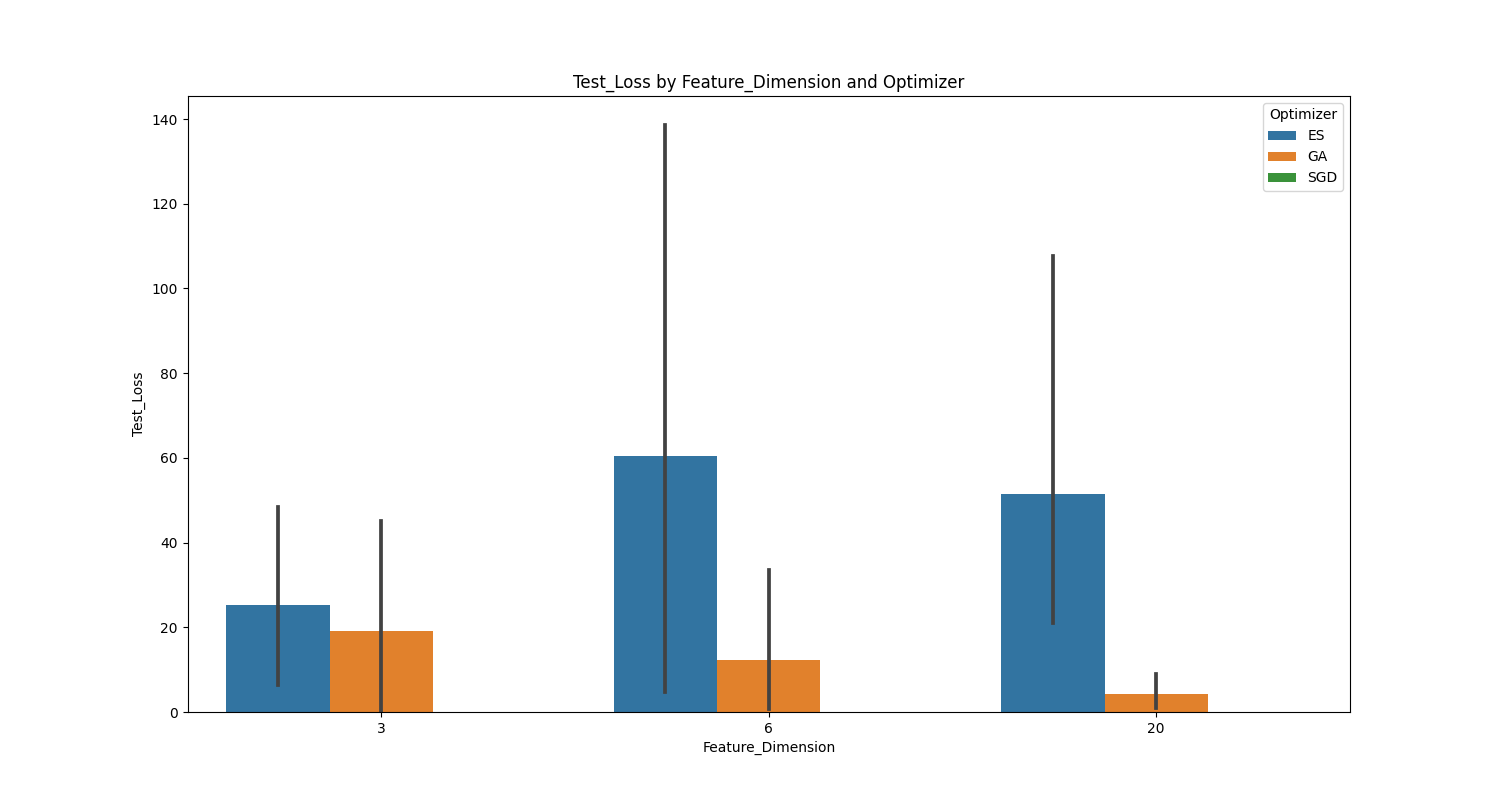 Test_Loss by Feature_Dimension and Optimizer
Optimizer
ES
GA
SGD
140
120
100
80
60
40
20
0
Test_Loss
3
6
20
Feature_Dimension